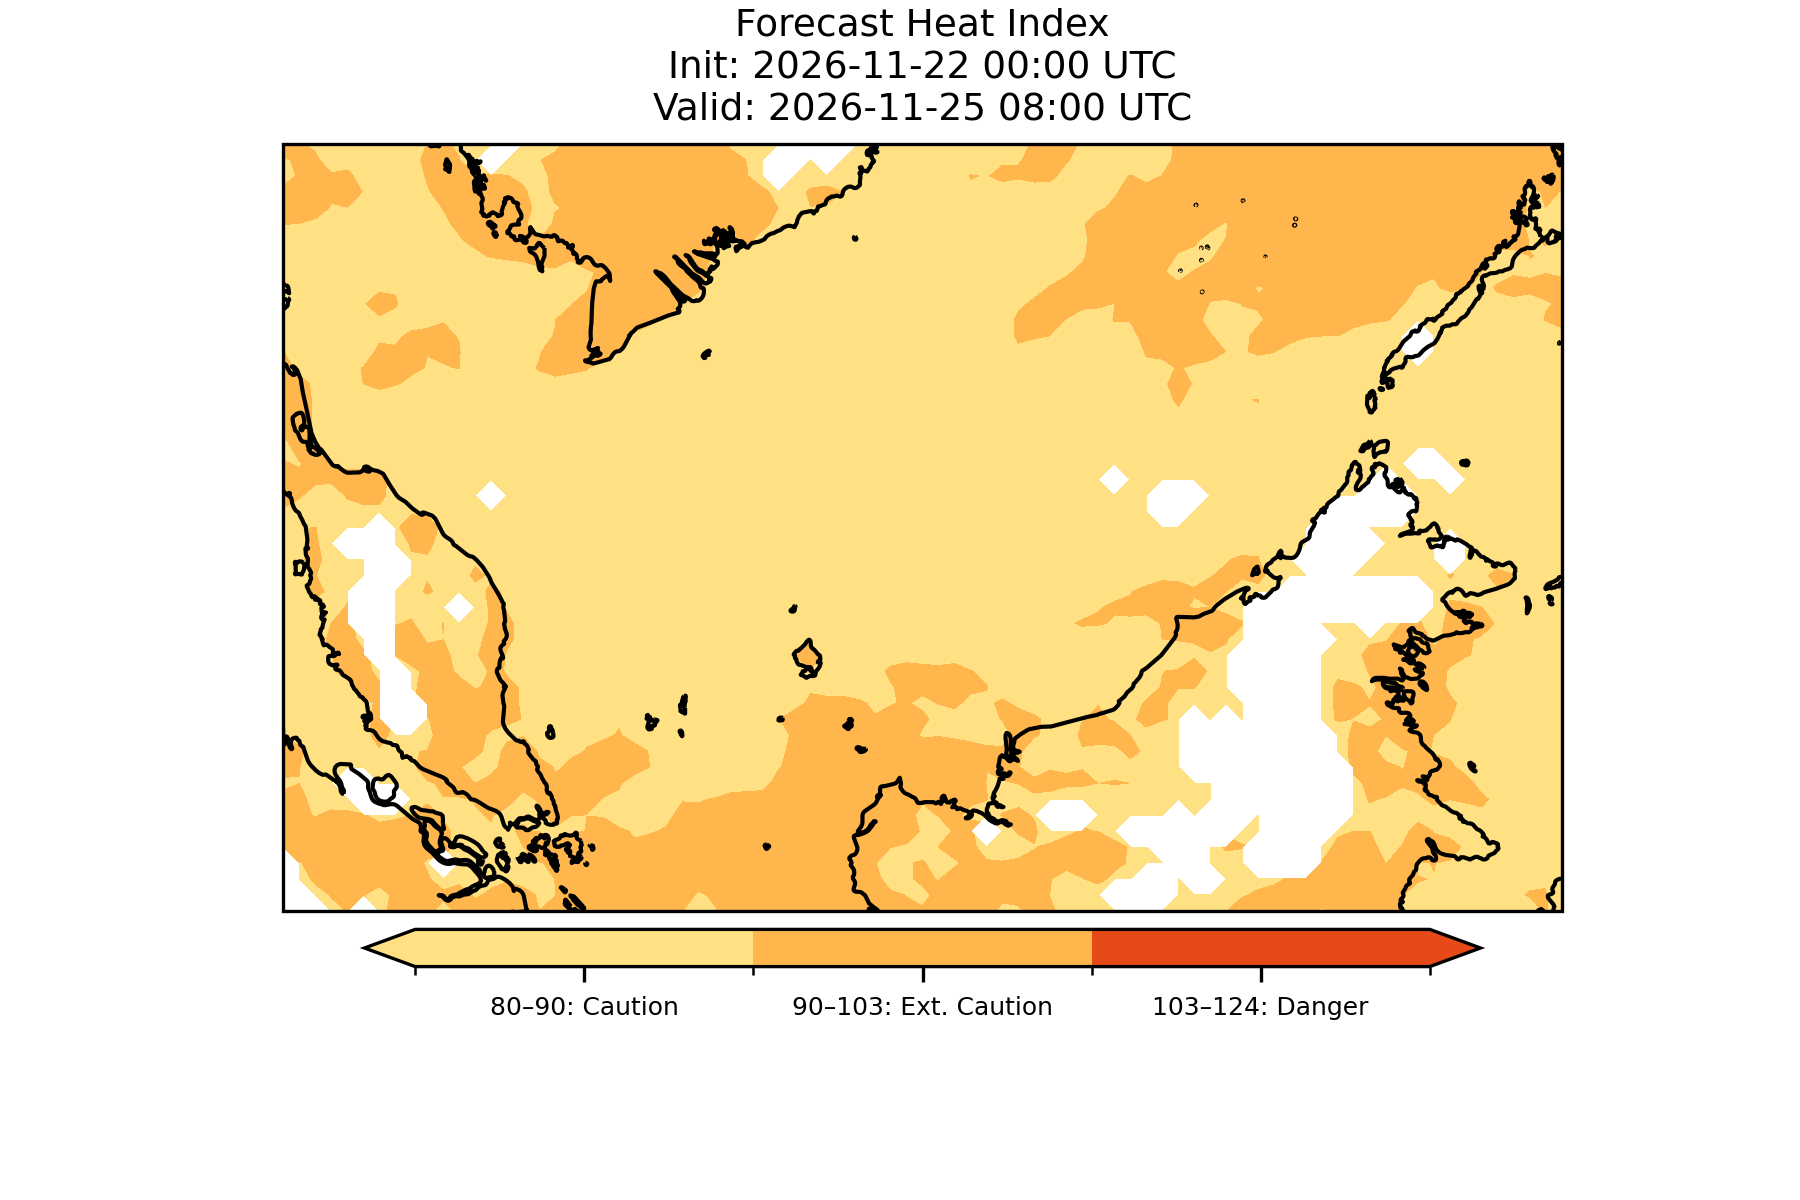 Forecast Heat Index
Init: 2026-11-22 00:00 UTC
Valid: 2026-11-25 08:00 UTC
80–90: Caution
90–103: Ext. Caution
103–124: Danger